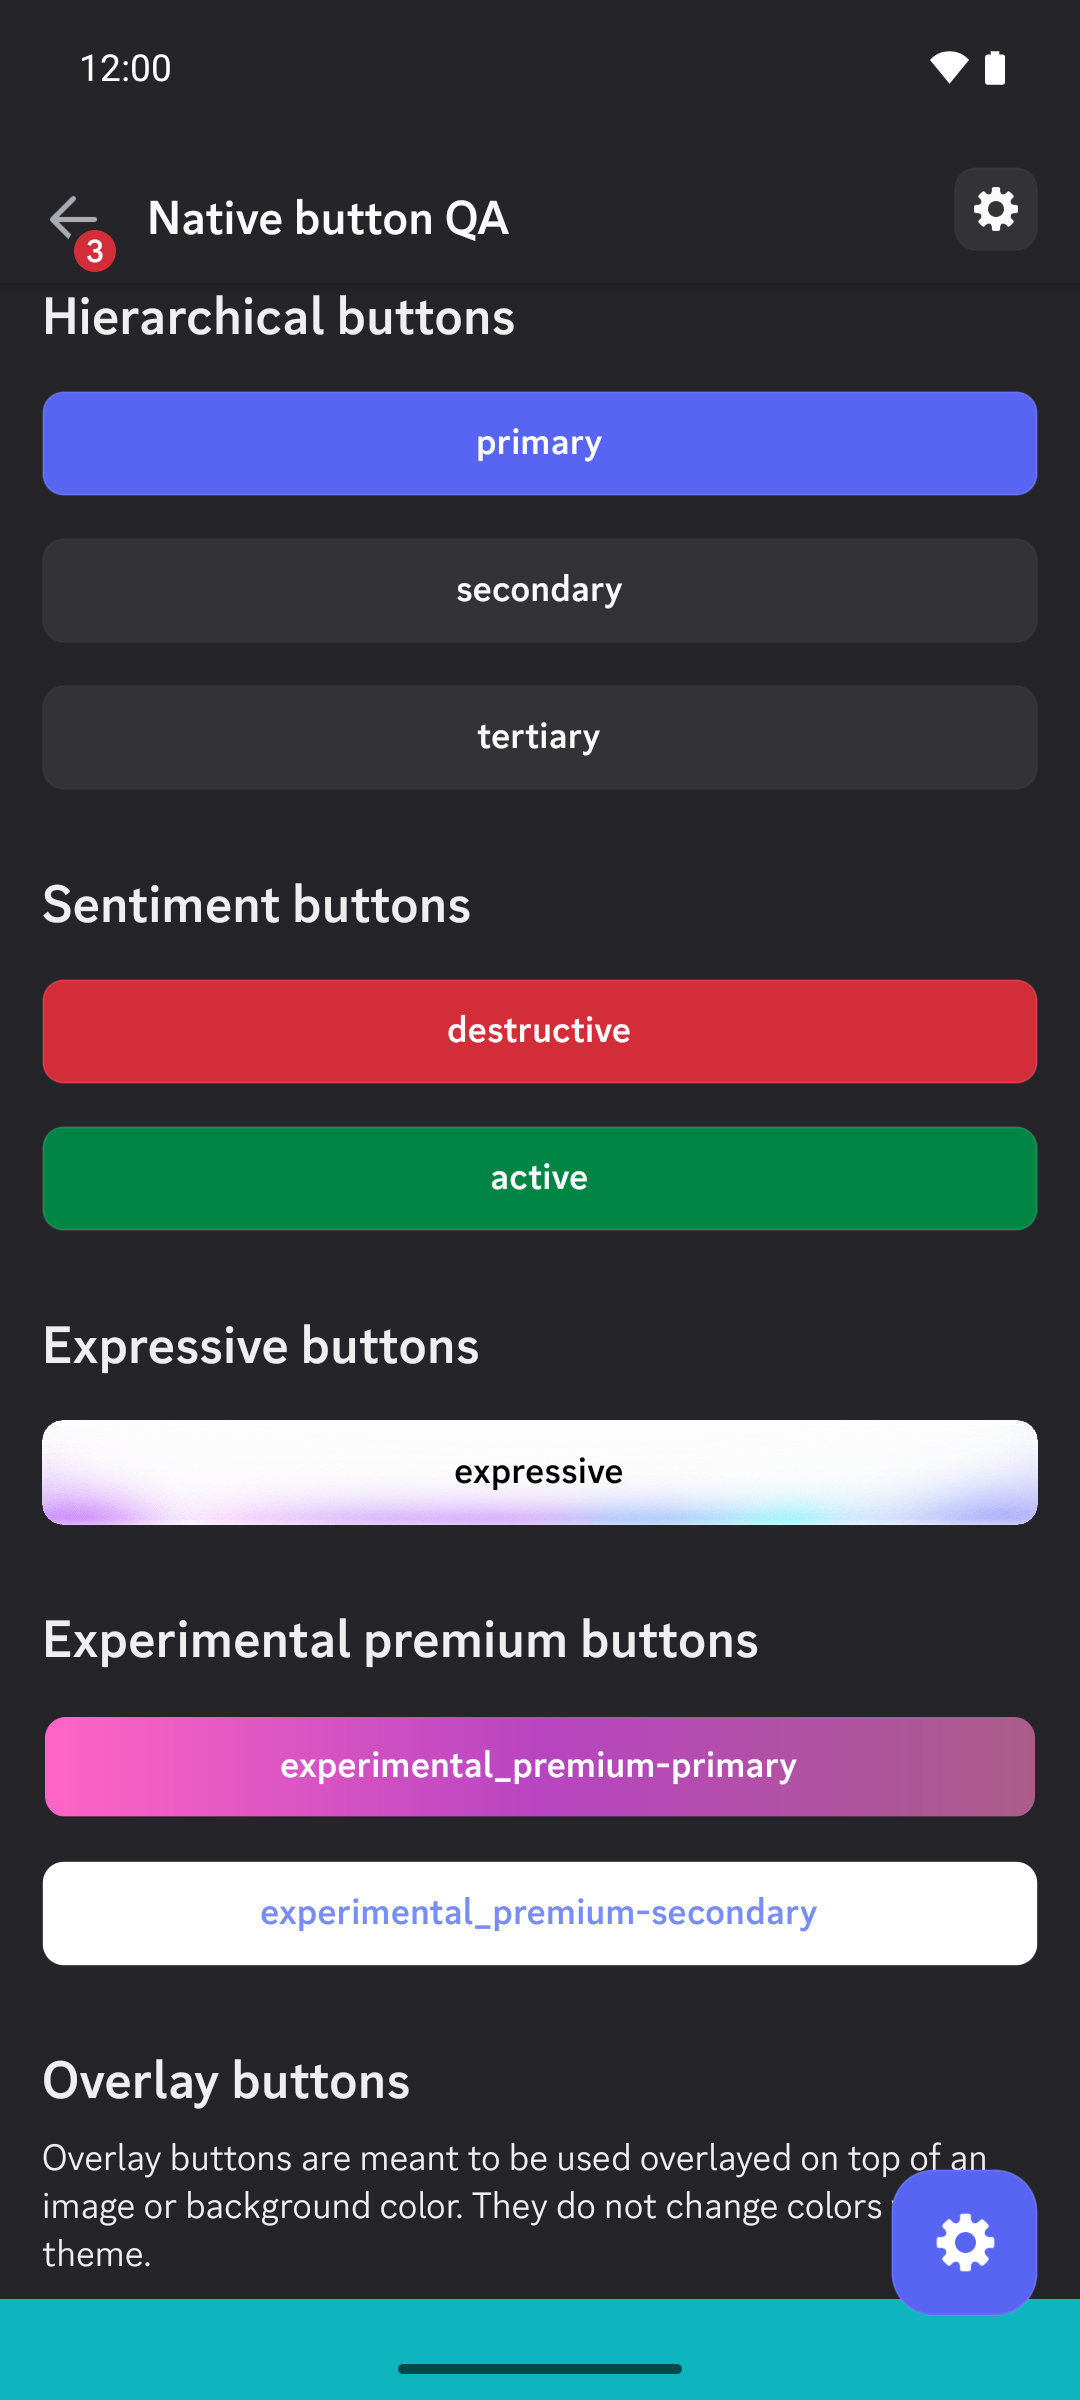 12:00
3
Native button QA
Hierarchical buttons
primary
secondary
tertiary
Sentiment buttons
destructive
active
Expressive buttons
expressive
Experimental premium buttons
experimental_premium-primary
experimental_premium-secondary
Overlay buttons
Overlay buttons are meant to be used overlayed on top of an
image or background color. They do not change colors
theme.